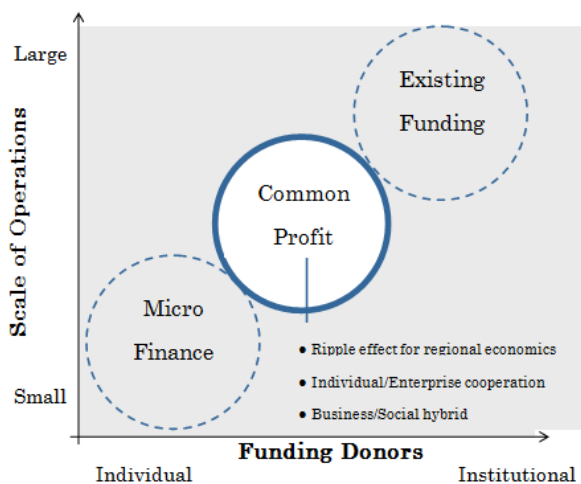 Large
Existing
Funding
Common
Profit
Scale of Operations
Micro
Finance
● Ripple effect for regional economics
● Individual/Enterprise cooperation
● Business/Social hybrid
Small
Funding Donors
Individual
Institutional